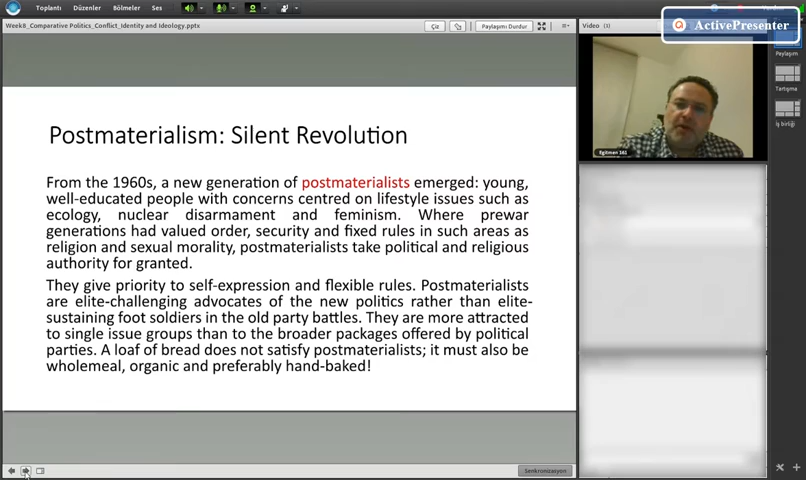 Toplantı Düzenler Bölmeler Ses
Week8_Comparative Politics_Conflict_Identity and Ideology.pptx
Çiz
Paylaşımı Durdur
Video (3)
ActivePresenter
Paylaşım
Tartışma
İş birliği
Eğitmen 161
Postmaterialism: Silent Revolution
From the 1960s, a new generation of postmaterialists emerged: young,
well-educated people with concerns centred on lifestyle issues such as
ecology, nuclear disarmament and feminism. Where prewar
generations had valued order, security and fixed rules in such areas as
religion and sexual morality, postmaterialists take political and religious
authority for granted.
They give priority to self-expression and flexible rules. Postmaterialists
are elite-challenging advocates of the new politics rather than elite-
sustaining foot soldiers in the old party battles. They are more attracted
to single issue groups than to the broader packages offered by political
parties. A loaf of bread does not satisfy postmaterialists; it must also be
wholemeal, organic and preferably hand-baked!
Senkronizasyon